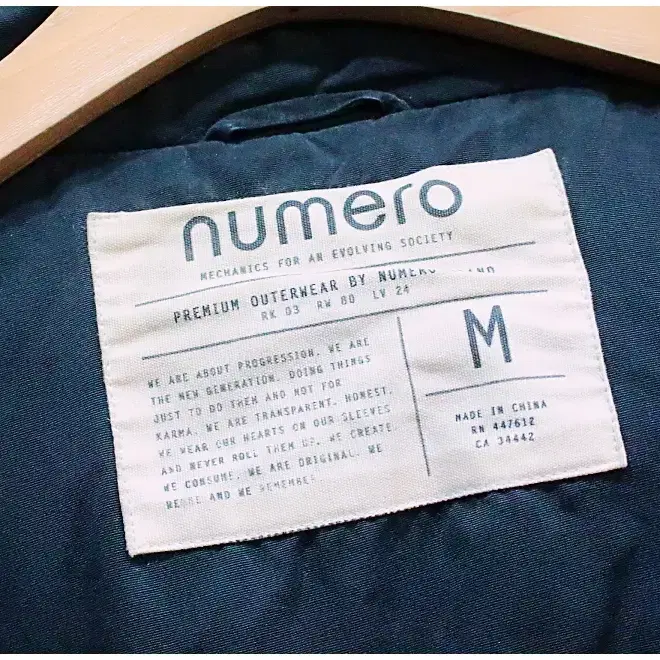 numero
MECHANICS FOR AN EVOLVING SOCIETY
PREMIUM OUTERWEAR BY NUMERO
RK 03 RW 80 LV 24
WE ARE ABOUT PROGRESSION. WE ARE
THE NEW GENERATION. DOING THINGS
JUST TO DO THEM AND NOT FOR
KARMA. WE ARE TRANSPARENT. HONEST.
WE WEAR OUR HEARTS ON OUR SLEEVES
AND NEVER ROLL THEM UP. WE CREATE
WE CONSUME. WE ARE ORIGINAL. WE
AND WE REMEMBER
M
MADE IN CHINA
RN 447612
CA 34442